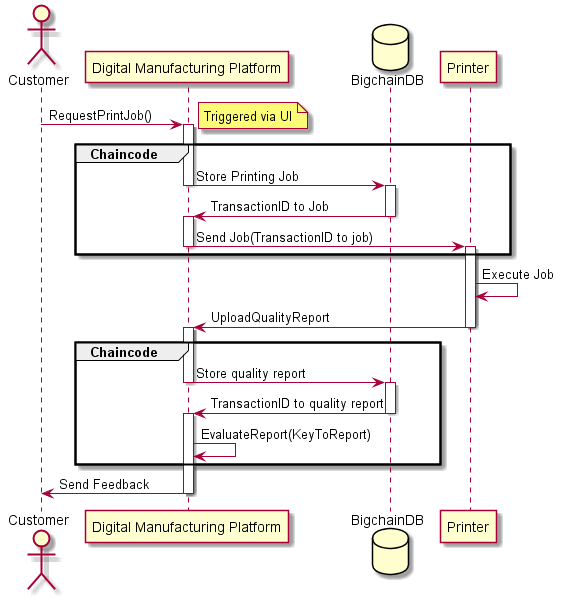 Customer
Digital Manufacturing Platform
BigchainDB
Printer
RequestPrintJob()
Triggered via UI
Chaincode
Store Printing Job
TransactionID to Job
Send Job(TransactionID to job)
Execute Job
UploadQualityReport
Chaincode
Store quality report
TransactionID to quality report
EvaluateReport(KeyToReport)
Send Feedback
Customer
Digital Manufacturing Platform
BigchainDB
Printer